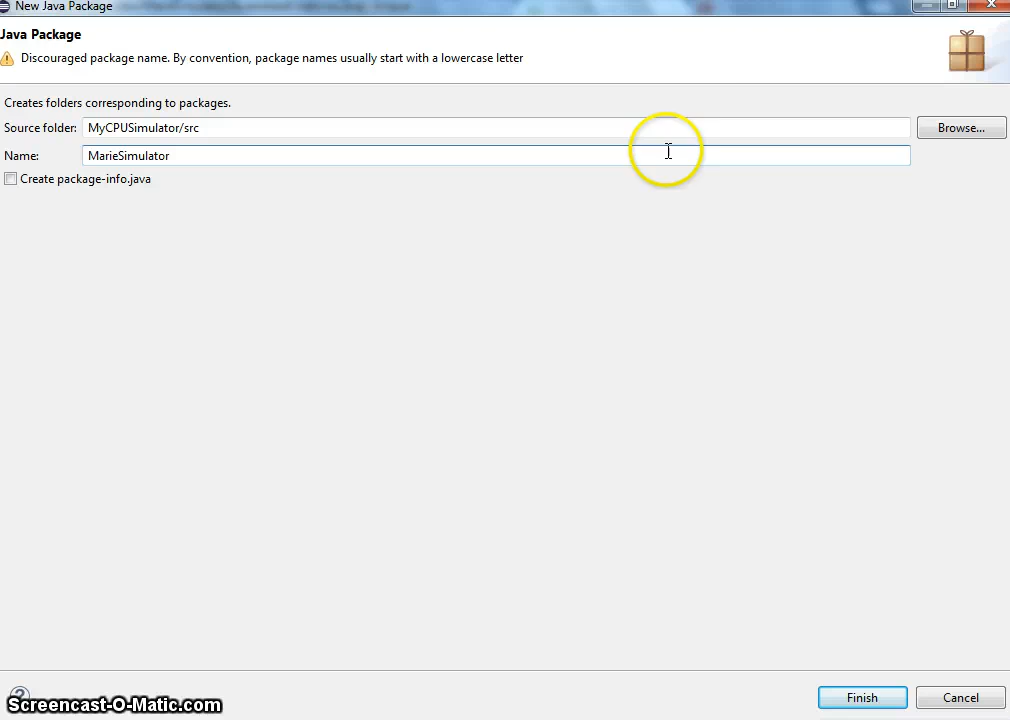 New Java Package
Java Package
Discouraged package name. By convention, package names usually start with a lowercase letter
Creates folders corresponding to packages.
Source folder: MyCPUSimulator/src Browse...
Name: MarieSimulator
Create package-info.java
?
Screencast-O-Matic.com
Finish Cancel